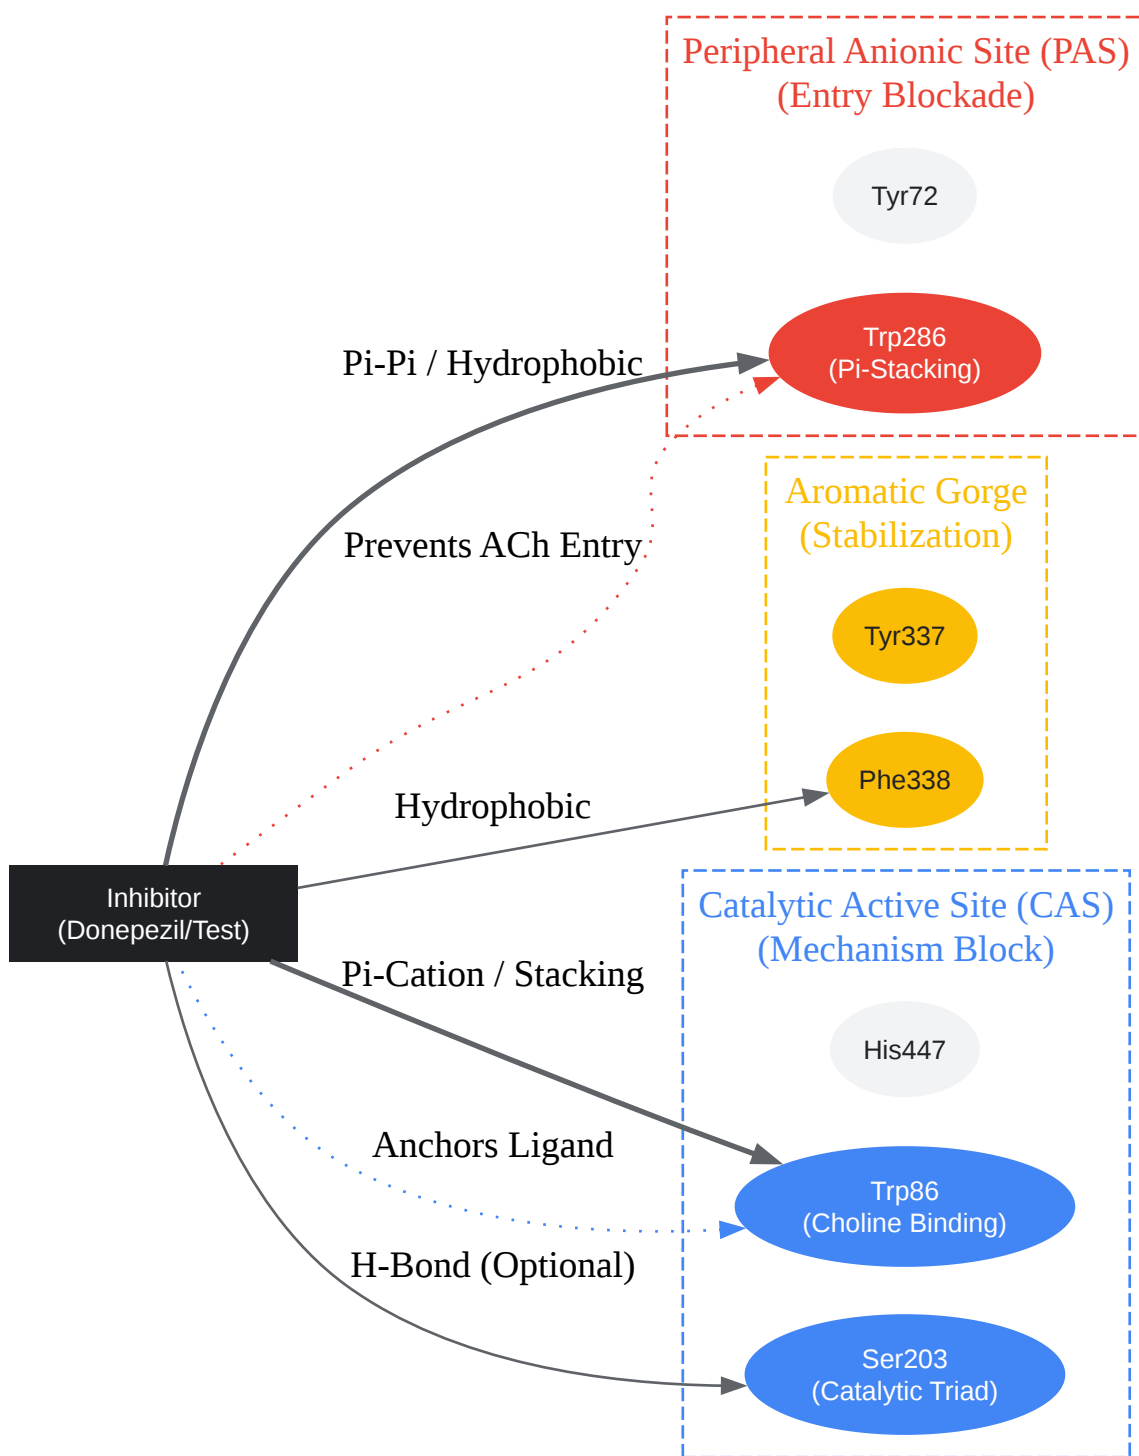 Peripheral Anionic Site (PAS)
(Entry Blockade)
Tyr72
Trp286
(Pi-Stacking)
Pi-Pi / Hydrophobic
Prevents ACh Entry
Aromatic Gorge
(Stabilization)
Tyr337
Phe338
Hydrophobic
Inhibitor
(Donepezil/Test)
Catalytic Active Site (CAS)
(Mechanism Block)
Pi-Cation / Stacking
His447
Anchors Ligand
Trp86
(Choline Binding)
H-Bond (Optional)
Ser203
(Catalytic Triad)